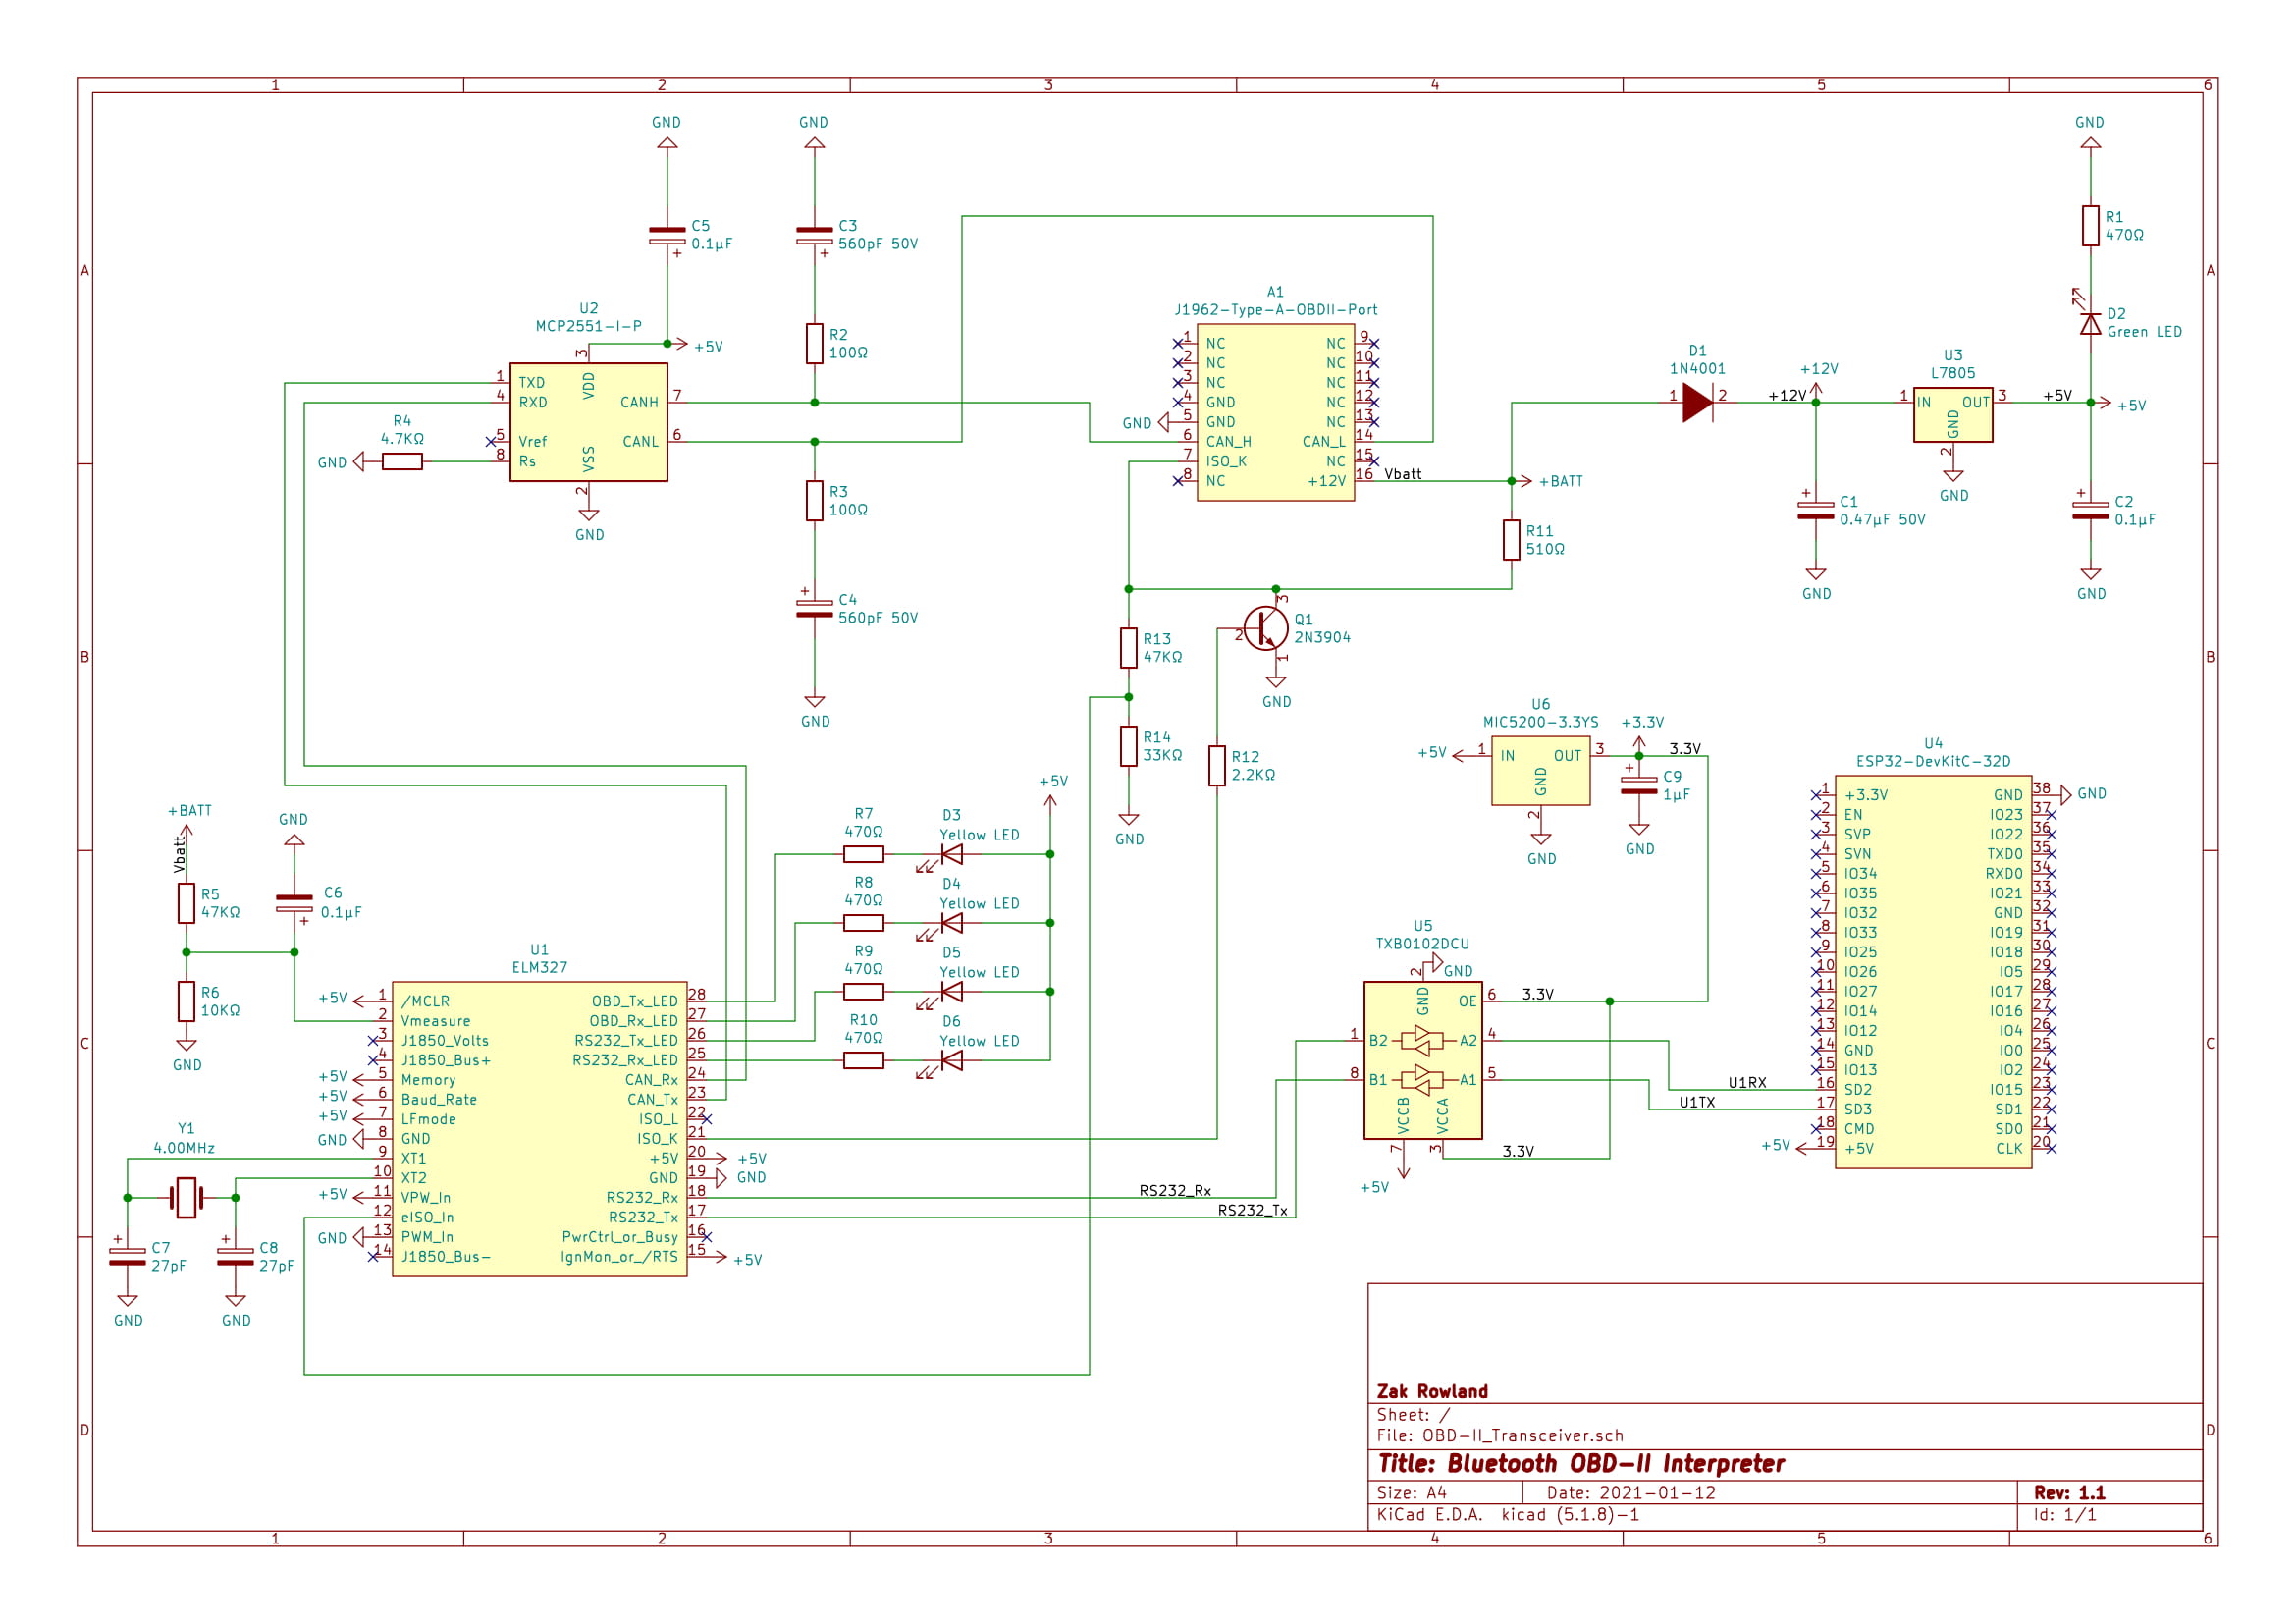 1 2 3 4 5 6
A
B
C
D
A
B
C
D
GND
C5
0.1µF
GND
C3
560pF 50V
R2
100Ω
U2
MCP2551-I-P
+5V
1 TXD
4 RXD
5 Vref
8 Rs
3 VDD
VSS 2
CANH 7
CANL 6
GND
R4
4.7KΩ
GND
R3
100Ω
C4
560pF 50V
GND
A1
J1962-Type-A-OBDII-Port
1 NC NC 9
2 NC NC 10
3 NC NC 11
4 GND NC 12
GND 5 GND NC 13
6 CAN_H CAN_L 14
7 ISO_K NC 15
8 NC +12V 16
Vbatt
+BATT
R11
510Ω
D1
1N4001
1 2
+12V
+12V
U3
L7805
1 IN OUT 3
GND
2
GND
+5V
+5V
C1
0.47µF 50V
GND
C2
0.1µF
GND
GND
R1
470Ω
D2
Green LED
R13
47KΩ
R14
33KΩ
GND
Q1
2N3904
3
2
1
GND
R12
2.2KΩ
U6
MIC5200-3.3YS
+5V
1 IN OUT 3
GND
2
GND
+3.3V
3.3V
C9
1µF
GND
U4
ESP32-DevKitC-32D
1 +3.3V GND 38 GND
2 EN IO23 37
3 SVP IO22 36
4 SVN TXD0 35
5 IO34 RXD0 34
6 IO35 IO21 33
7 IO32 GND 32
8 IO33 IO19 31
9 IO25 IO18 30
10 IO26 IO5 29
11 IO27 IO17 28
12 IO14 IO16 27
13 IO12 IO4 26
14 GND IO0 25
15 IO13 IO2 24
16 SD2 IO15 23
17 SD3 SD1 22
18 CMD SD0 21
+5V 19 +5V CLK 20
U1RX
U1TX
U5
TXB0102DCU
2
GND
GND
OE 6
3.3V
1 B2 A2 4
8 B1 A1 5
VCCB
VCCA
7
3
3.3V
+5V
+BATT
Vbatt
R5
47KΩ
R6
10KΩ
GND
GND
C6
0.1µF
U1
ELM327
+5V 1 /MCLR OBD_Tx_LED 28
2 Vmeasure OBD_Rx_LED 27
3 J1850_Volts RS232_Tx_LED 26
4 J1850_Bus+ RS232_Rx_LED 25
+5V 5 Memory CAN_Rx 24
+5V 6 Baud_Rate CAN_Tx 23
+5V 7 LFmode ISO_L 22
GND 8 GND ISO_K 21
9 XT1 +5V 20 +5V
10 XT2 GND 19 GND
+5V 11 VPW_In RS232_Rx 18
12 eISO_In RS232_Tx 17
GND 13 PWM_In PwrCtrl_or_Busy 16
14 J1850_Bus- IgnMon_or_/RTS 15 +5V
RS232_Rx
RS232_Tx
Y1
4.00MHz
C7
27pF
GND
C8
27pF
GND
+5V
R7
470Ω
D3
Yellow LED
R8
470Ω
D4
Yellow LED
R9
470Ω
D5
Yellow LED
R10
470Ω
D6
Yellow LED
Zak Rowland
Sheet: /
File: OBD-II_Transceiver.sch
Title: Bluetooth OBD-II Interpreter
Size: A4 Date: 2021-01-12 Rev: 1.1
KiCad E.D.A. kicad (5.1.8)-1 Id: 1/1
1 2 3 4 5 6